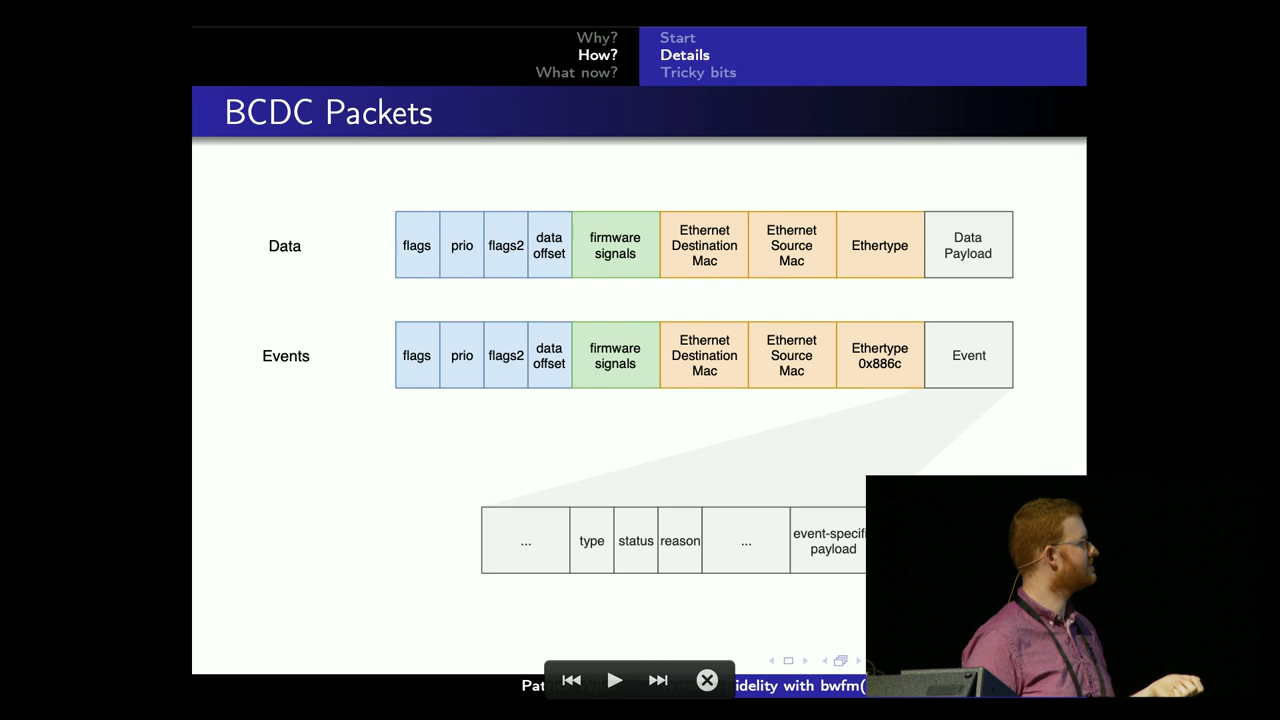 Why?
How?
What now?
Start
Details
Tricky bits
BCDC Packets
Data
flags
prio
flags2
data
offset
firmware
signals
Ethernet
Destination
Mac
Ethernet
Source
Mac
Ethertype
Data
Payload
Events
flags
prio
flags2
data
offset
firmware
signals
Ethernet
Destination
Mac
Ethernet
Source
Mac
Ethertype
0x886c
Event
...
type
status
reason
...
event-specifi
payload
idelity with bwfm(